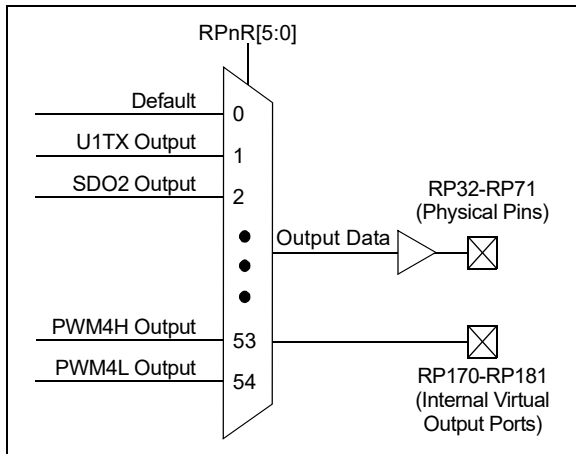 RPnR[5:0]
Default
0
U1TX Output
1
SDO2 Output
2
RP32-RP71
(Physical Pins)
Output Data
PWM4H Output
53
PWM4L Output
54
RP170-RP181
(Internal Virtual
Output Ports)